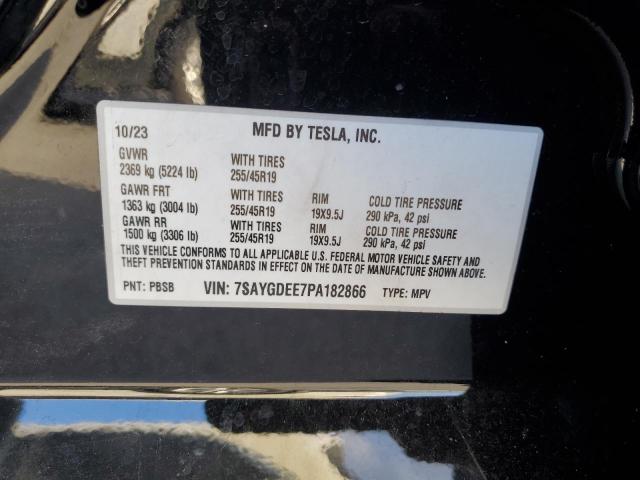 10/23 MFD BY TESLA, INC.
GVWR WITH TIRES
2369 kg (5224 lb) 255/45R19
GAWR FRT WITH TIRES RIM COLD TIRE PRESSURE
1363 kg (3004 lb) 255/45R19 19X9.5J 290 kPa, 42 psi
GAWR RR WITH TIRES RIM COLD TIRE PRESSURE
1500 kg (3306 lb) 255/45R19 19X9.5J 290 kPa, 42 psi
THIS VEHICLE CONFORMS TO ALL APPLICABLE U.S. FEDERAL MOTOR VEHICLE SAFETY AND
THEFT PREVENTION STANDARDS IN EFFECT ON THE DATE OF MANUFACTURE SHOWN ABOVE.
PNT: PBSB VIN: 7SAYGDEE7PA182866 TYPE: MPV